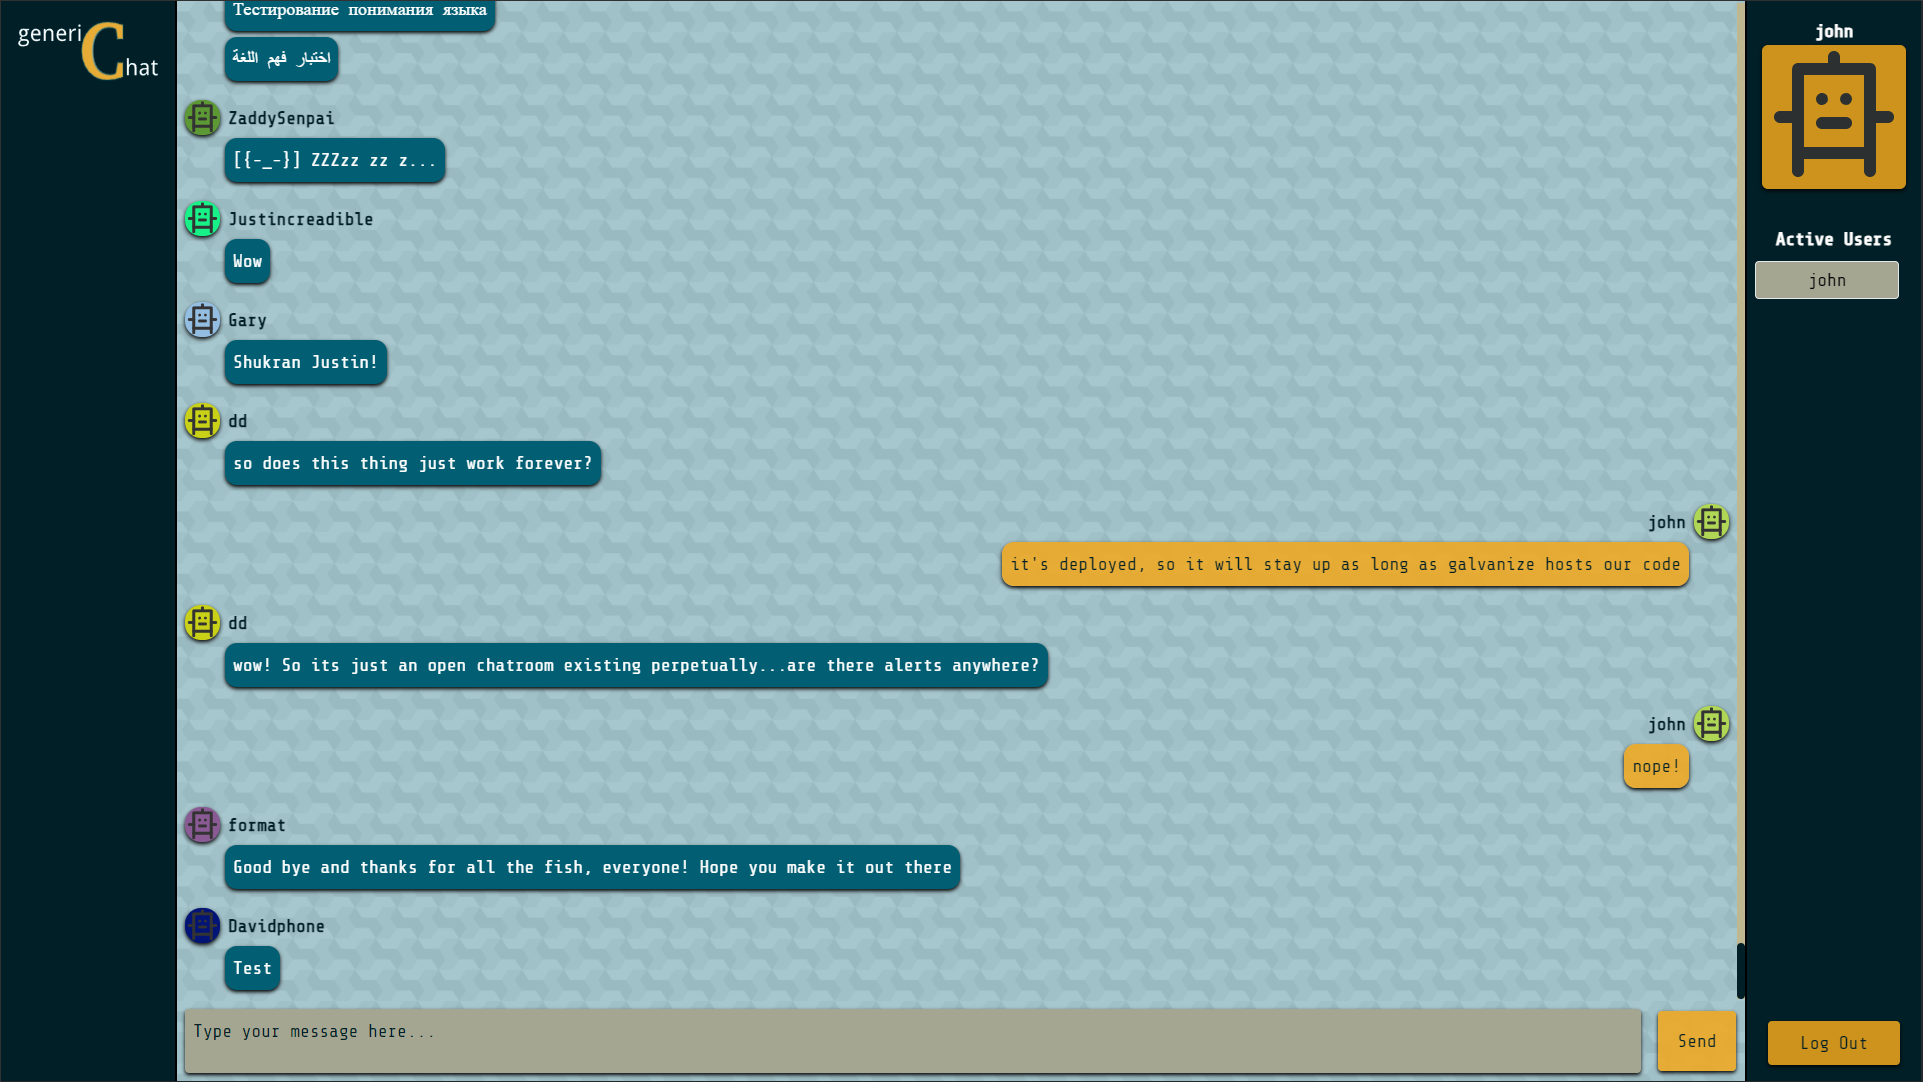 generiChat
Тестирование понимания языка
اختبار فهم اللغة
ZaddySenpai
[{-_-}] ZZZzz zz z...
Justincreadible
Wow
Gary
Shukran Justin!
dd
so does this thing just work forever?
john
it's deployed, so it will stay up as long as galvanize hosts our code
dd
wow! So its just an open chatroom existing perpetually...are there alerts anywhere?
john
nope!
format
Good bye and thanks for all the fish, everyone! Hope you make it out there
Davidphone
Test
Type your message here...
Send
john
Active Users
john
Log Out